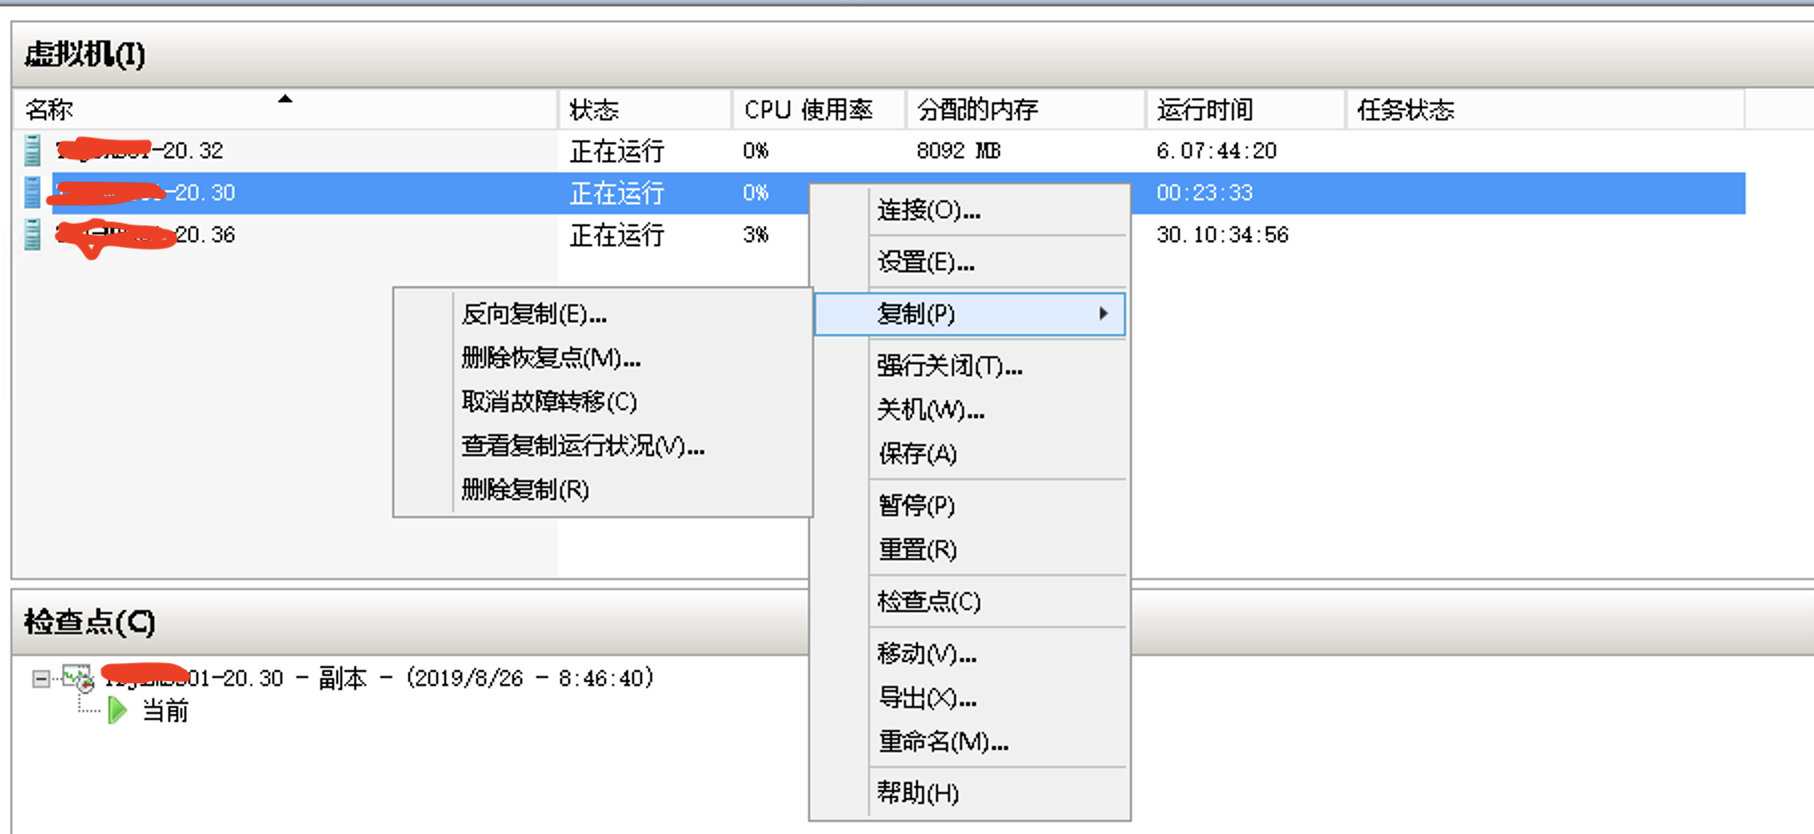 虚拟机(I)
名称 状态 CPU 使用率 分配的内存 运行时间 任务状态
-20.32 正在运行 0% 8092 MB 6.07:44:20
-20.30 正在运行 0% 00:23:33
20.36 正在运行 3% 30.10:34:56
连接(O)...
设置(E)...
复制(P)
强行关闭(T)...
关机(W)...
保存(A)
暂停(P)
重置(R)
检查点(C)
移动(V)...
导出(X)...
重命名(M)...
帮助(H)
反向复制(E)...
删除恢复点(M)...
取消故障转移(C)
查看复制运行状况(V)...
删除复制(R)
检查点(C)
01-20.30 - 副本 - (2019/8/26 - 8:46:40)
当前